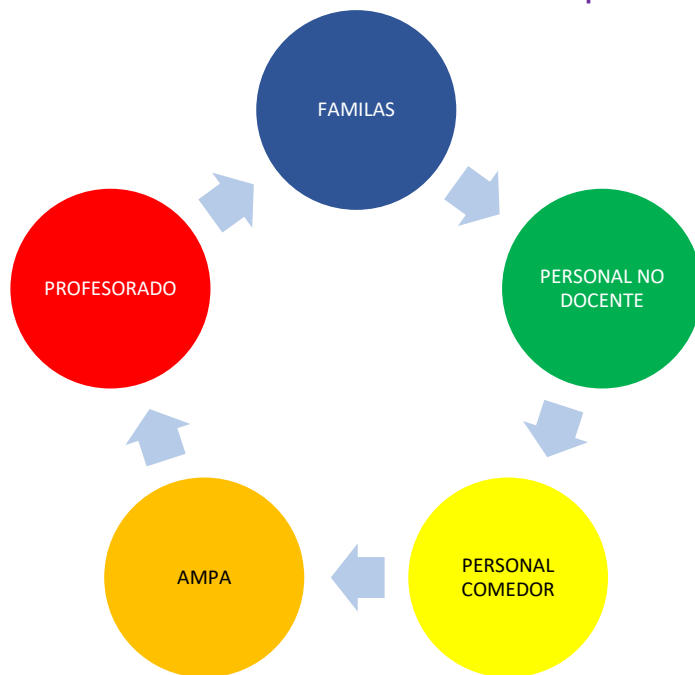 FAMILAS
PERSONAL NO
DOCENTE
PERSONAL
COMEDOR
AMPA
PROFESORADO